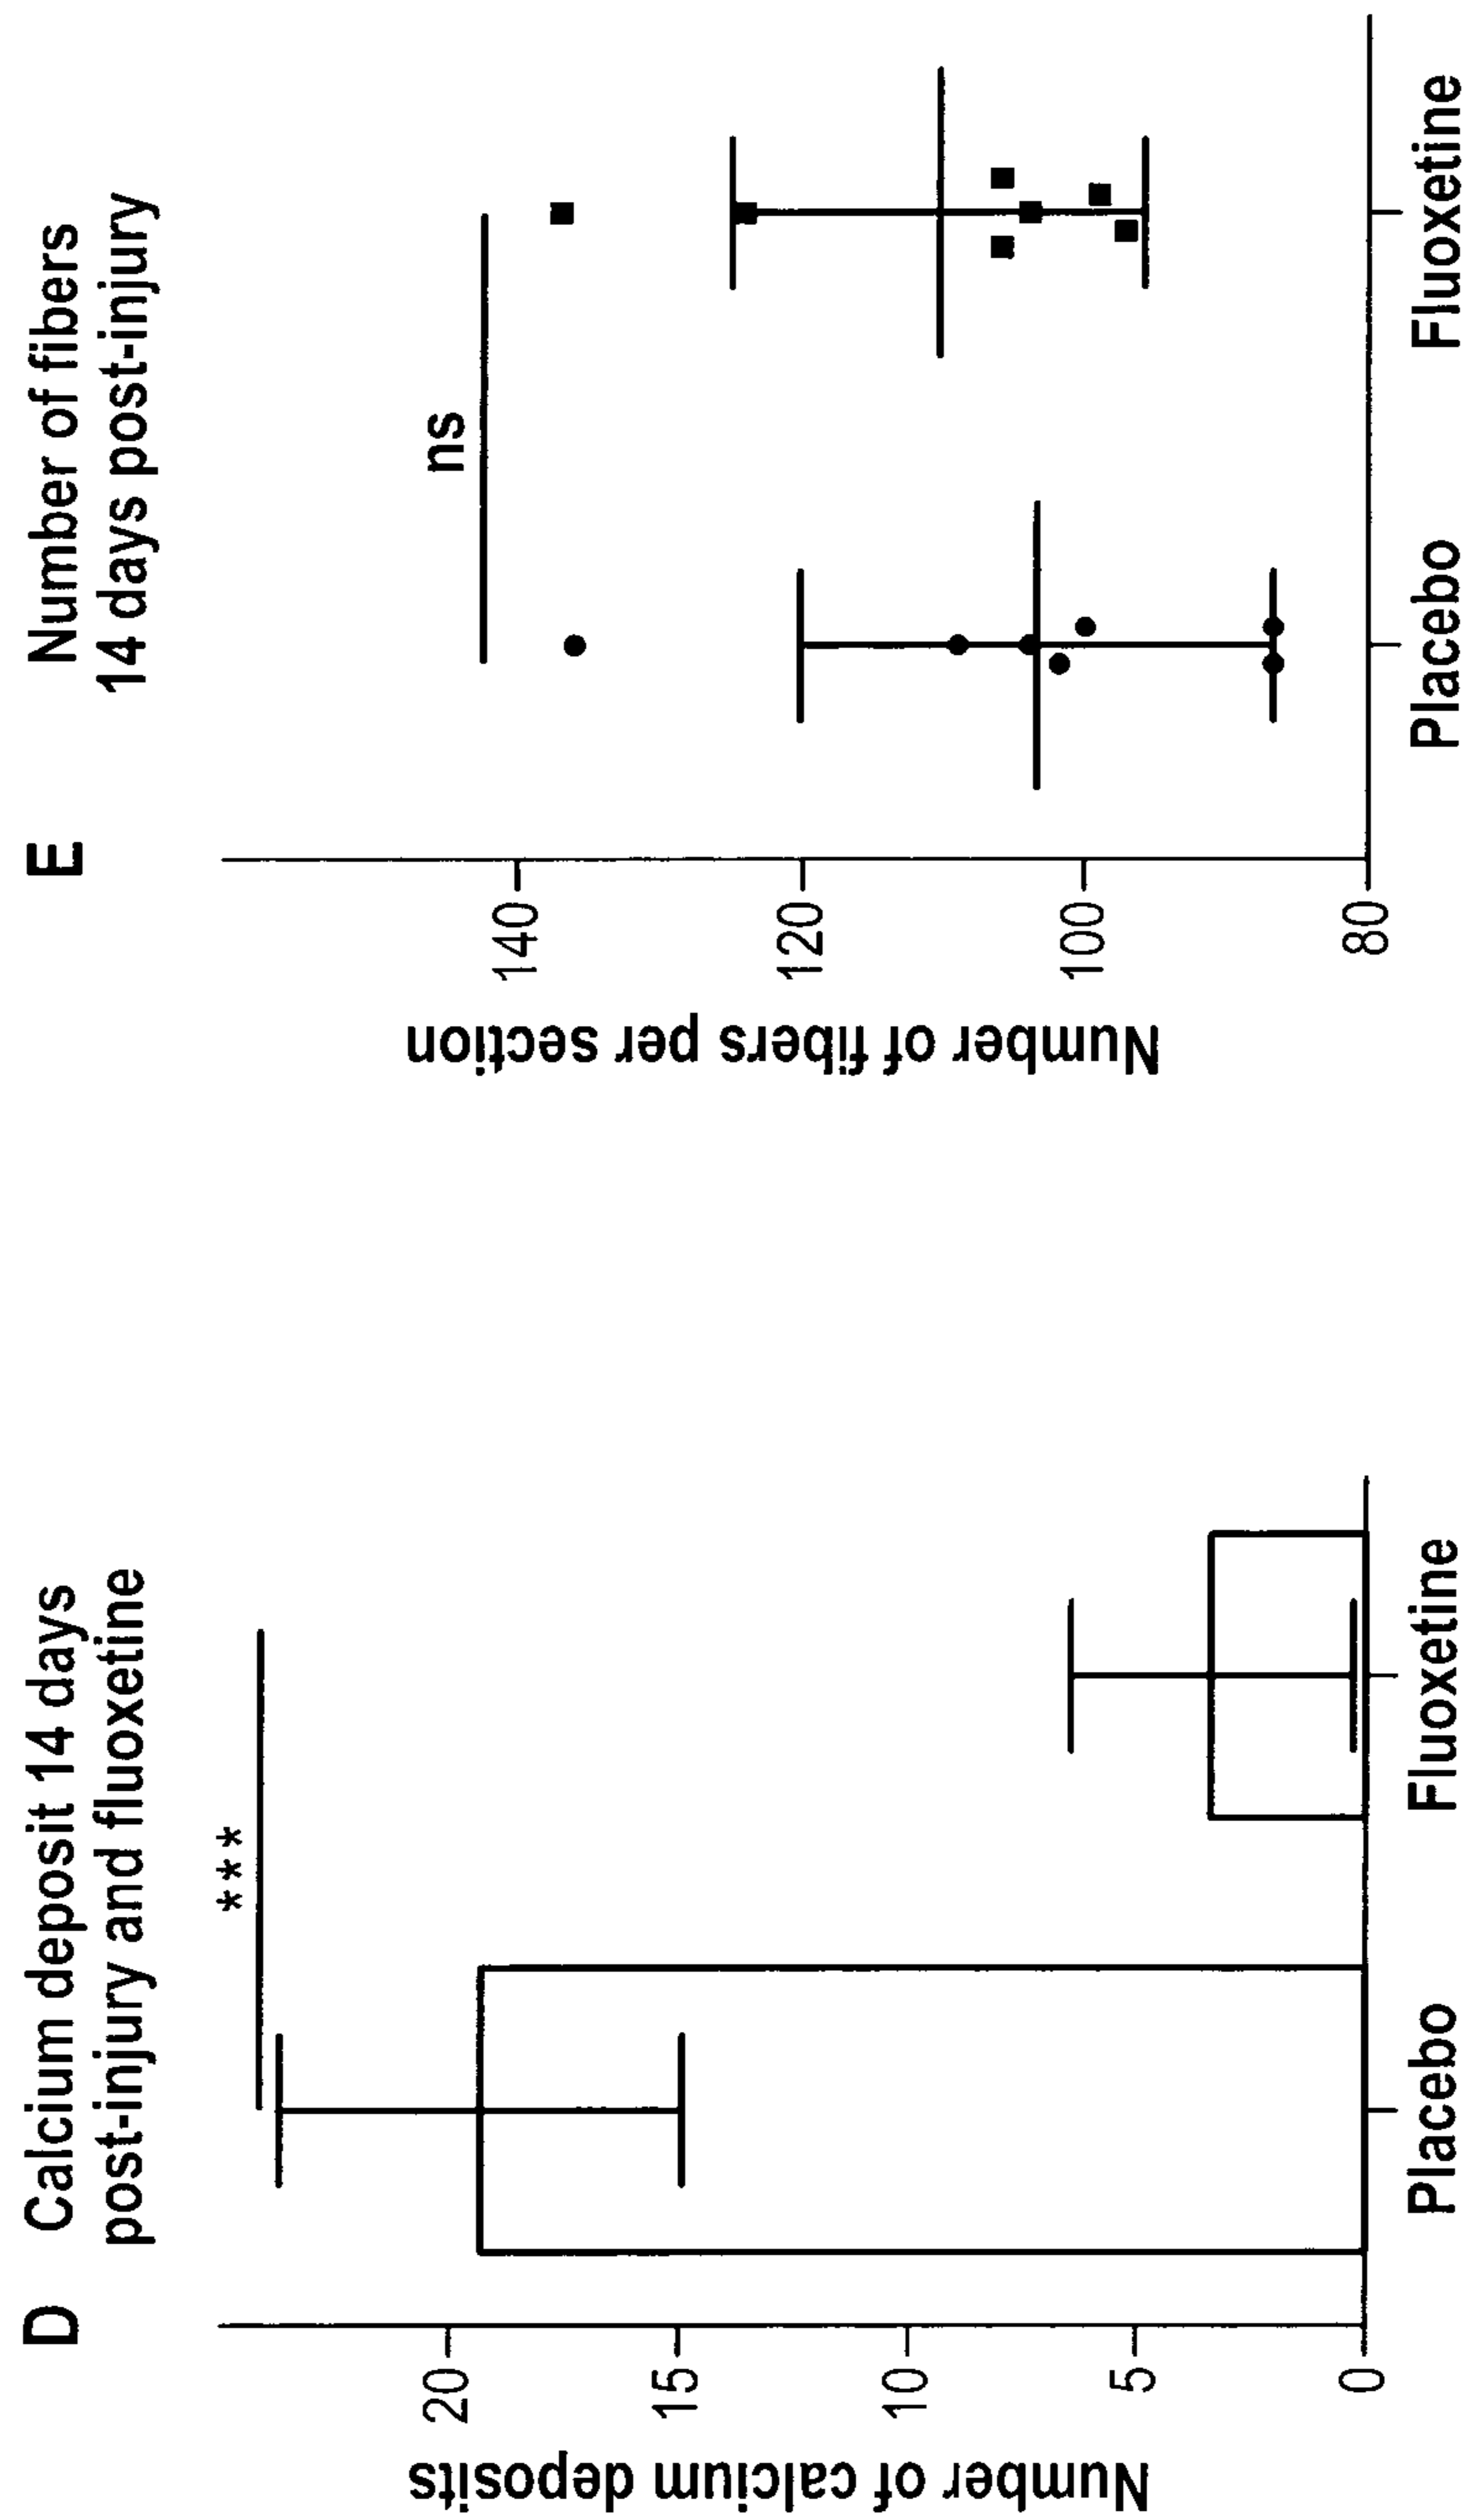 D
Calcium deposit 14 days
post-injury and fluoxetine
Number of calcium deposits
20
15
10
5
0
***
Placebo
Fluoxetine
E
Number of fibers
14 days post-injury
Number of fibers per section
140
120
100
80
ns
Placebo
Fluoxetine